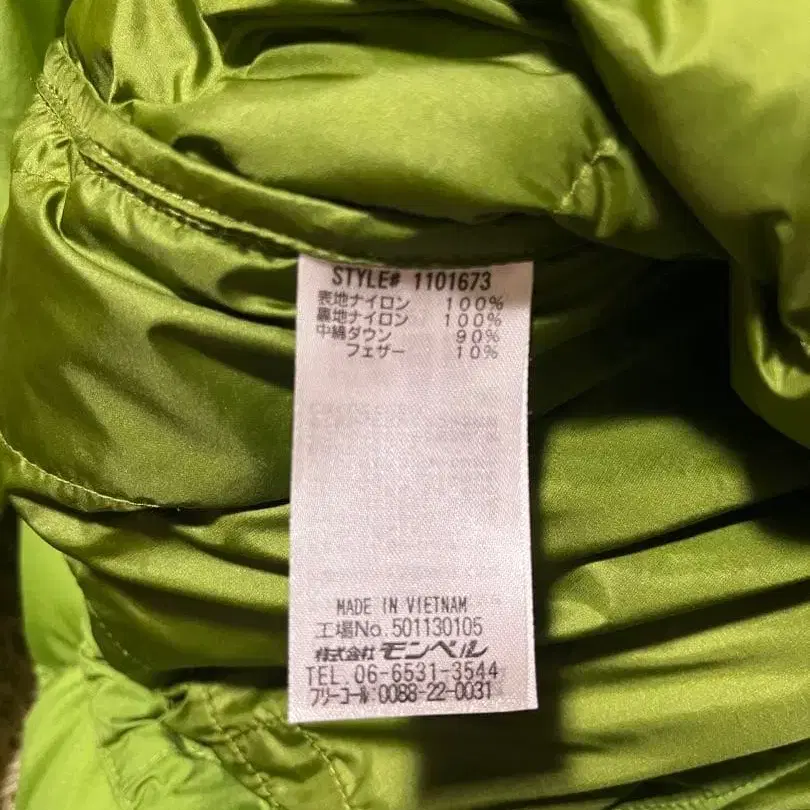 STYLE# 1101673
表地ナイロン 100%
裏地ナイロン 100%
中綿ダウン 90%
フェザー 10%
MADE IN VIETNAM
工場No.501130105
株式会社 モンベル
TEL 06-6531-3544
フリーコール:0088-22-0031